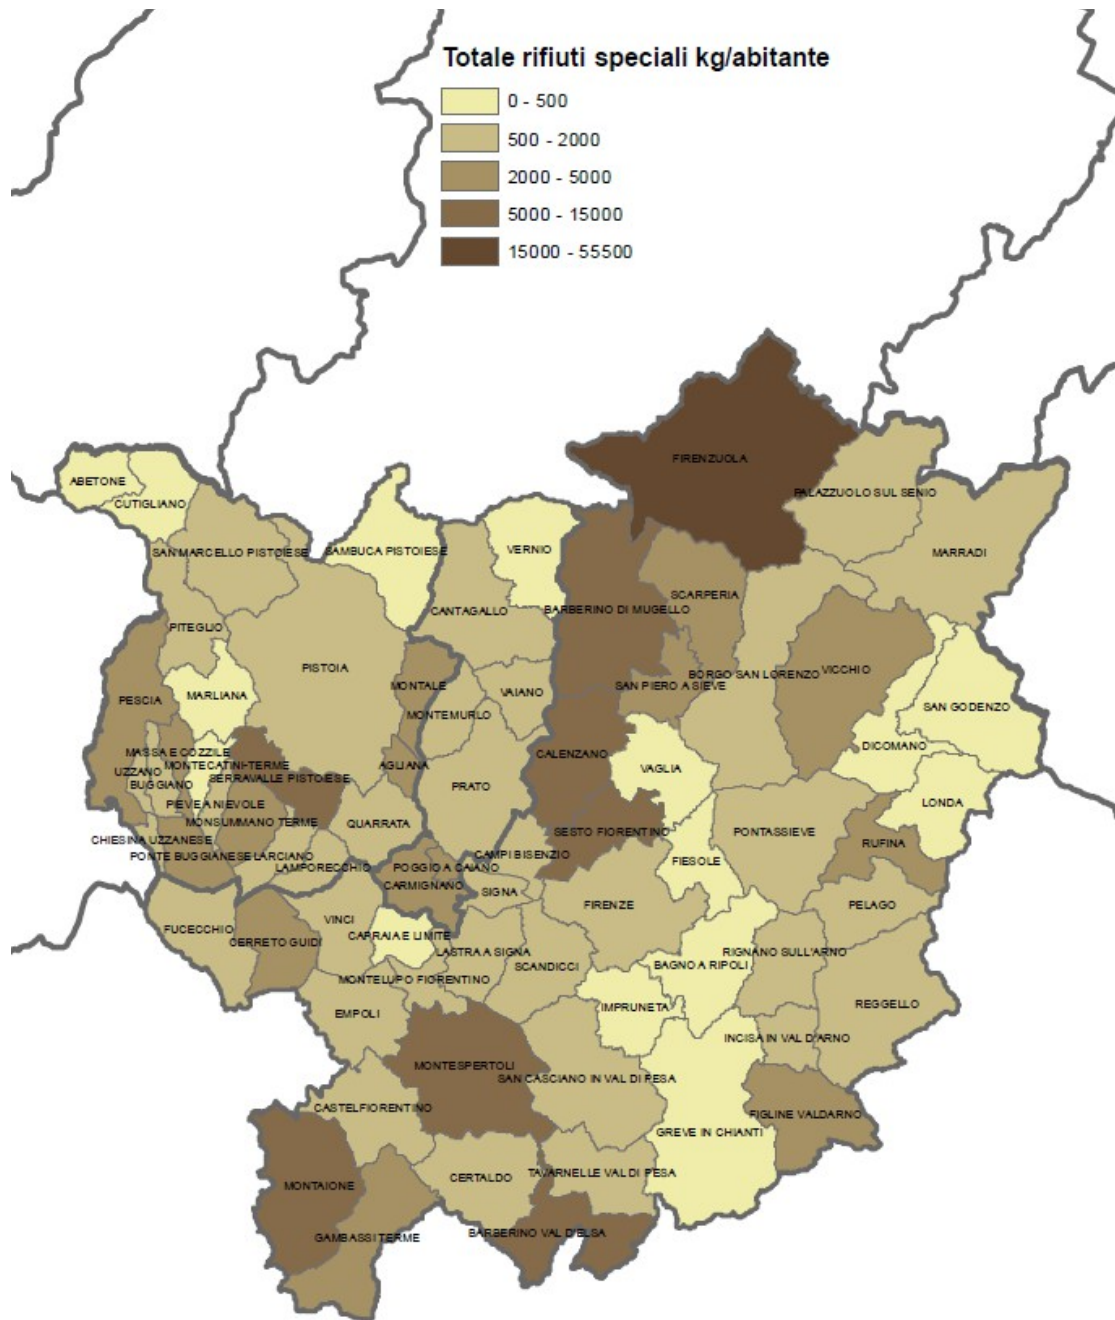 Totale rifiuti speciali kg/abitante
0 - 500
500 - 2000
2000 - 5000
5000 - 15000
15000 - 55500
FIRENZUOLA
ABETONE
PALAZZUOLO SUL SENIO
CUTIGLIANO
SAN MARCELLO PISTOIESE
SAMBUCA PISTOIESE
VERNIO
MARRADI
SCARPERIA
CANTAGALLO
BARBERINO DI MUGELLO
PITEGLIO
PISTOIA
VICCHIO
BORGO SAN LORENZO
MONTALE
SAN PIERO A SIEVE
VAIANO
MARLIANA
PESCIA
SAN GODENZO
MONTEMURLO
DICOMANO
MASSA E COZZILE
CALENZANO
MONTECATINI-TERME
AGLIANA
VAGLIA
UZZANO
SERRAVALLE PISTOIESE
BUGGIANO
PRATO
LONDA
PIEVE A NIEVOLE
MONSUMMANO TERME
QUARRATA
SESTO FIORENTINO
PONTASSIEVE
CHIESINA UZZANESE
RUFINA
PONTE BUGGIANESE
LARCIANO
CAMPI BISENZIO
FIESOLE
LAMPORECCHIO
POGGIO A CAIANO
CARMIGNANO
SIGNA
FIRENZE
PELAGO
VINCI
FUCECCHIO
CAPRAIA E LIMITE
CERRETO GUIDI
LASTRA A SIGNA
RIGNANO SULL'ARNO
SCANDICCI
BAGNO A RIPOLI
MONTELUPO FIORENTINO
REGGELLO
IMPRUNETA
EMPOLI
INCISA IN VAL D'ARNO
MONTESPERTOLI
SAN CASCIANO IN VAL DI PESA
CASTELFIORENTINO
FIGLINE VALDARNO
GREVE IN CHIANTI
TAVARNELLE VAL DI PESA
CERTALDO
MONTAIONE
BARBERINO VAL D'ELSA
GAMBASSI TERME